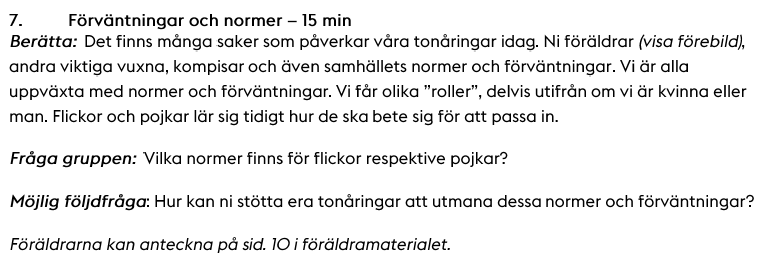 7. Förväntningar och normer – 15 min
Berätta: Det finns många saker som påverkar våra tonåringar idag. Ni föräldrar (visa förebild),
andra viktiga vuxna, kompisar och även samhällets normer och förväntningar. Vi är alla
uppväxta med normer och förväntningar. Vi får olika ”roller”, delvis utifrån om vi är kvinna eller
man. Flickor och pojkar lär sig tidigt hur de ska bete sig för att passa in.
Fråga gruppen: Vilka normer finns för flickor respektive pojkar?
Möjlig följdfråga: Hur kan ni stötta era tonåringar att utmana dessa normer och förväntningar?
Föräldrarna kan anteckna på sid. 10 i föräldramaterialet.